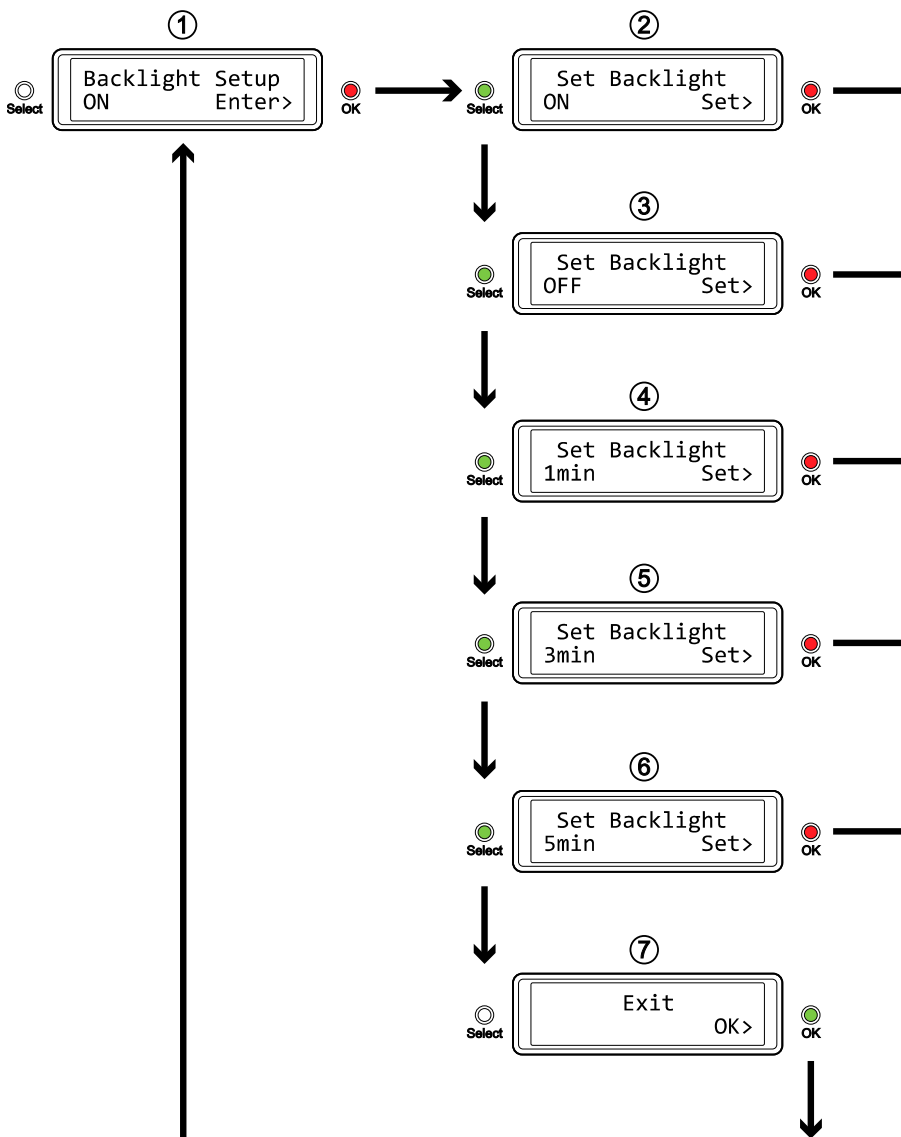 ①
Backlight Setup
ON Enter>
Select
OK
②
Set Backlight
ON Set>
Select
OK
③
Set Backlight
OFF Set>
Select
OK
④
Set Backlight
1min Set>
Select
OK
⑤
Set Backlight
3min Set>
Select
OK
⑥
Set Backlight
5min Set>
Select
OK
⑦
Exit
OK>
Select
OK